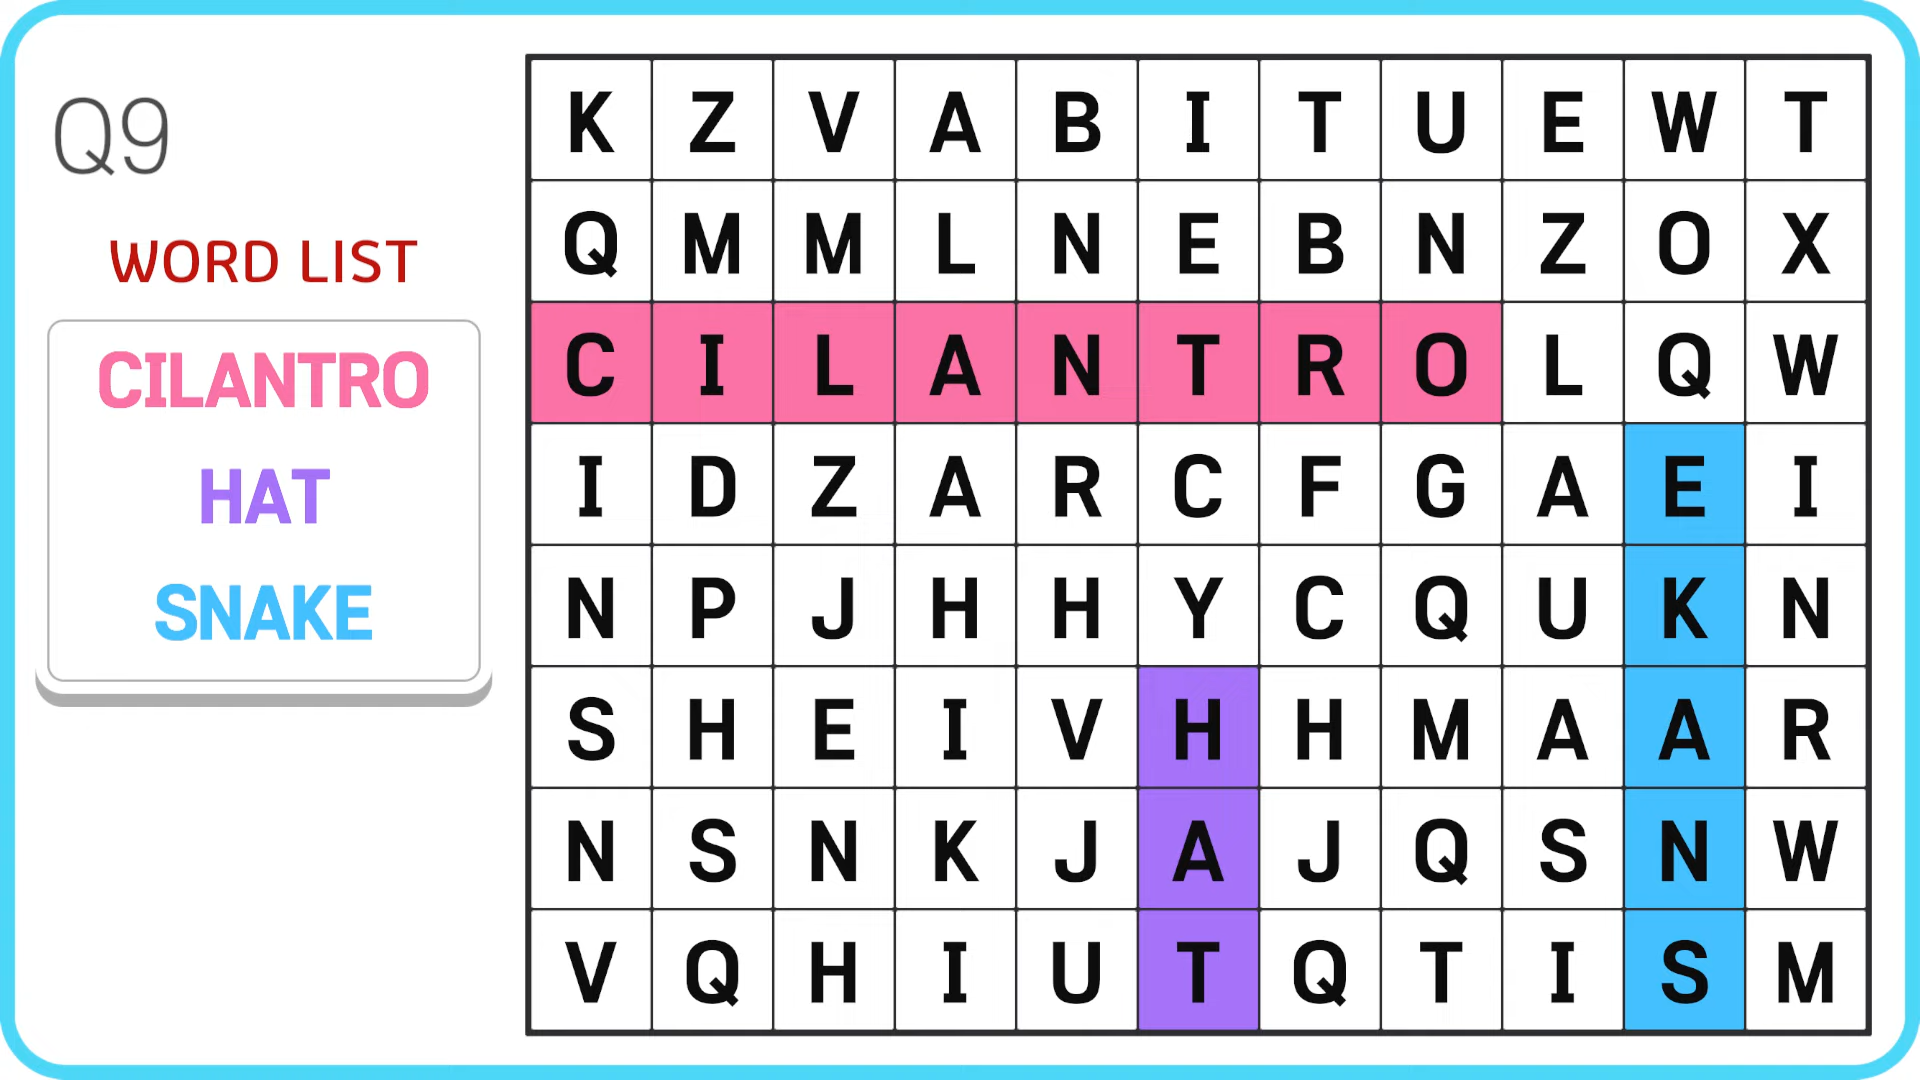 Q9
WORD LIST
CILANTRO
HAT
SNAKE
K Z V A B I T U E W T
Q M M L N E B N Z O X
C I L A N T R O L Q W
I D Z A R C F G A E I
N P J H H Y C Q U K N
S H E I V H H M A A R
N S N K J A J Q S N W
V Q H I U T Q T I S M